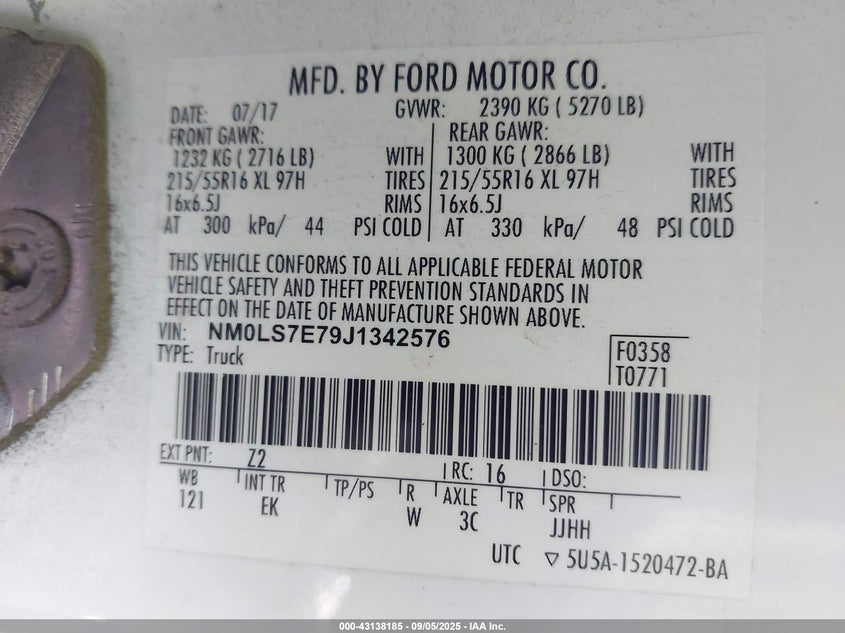 MFD. BY FORD MOTOR CO.
DATE: 07/17 GVWR: 2390 KG ( 5270 LB)
FRONT GAWR: REAR GAWR:
1232 KG ( 2716 LB) WITH 1300 KG ( 2866 LB) WITH
215/55R16 XL 97H TIRES 215/55R16 XL 97H TIRES
16x6.5J RIMS 16x6.5J RIMS
AT 300 kPa/ 44 PSI COLD AT 330 kPa/ 48 PSI COLD
THIS VEHICLE CONFORMS TO ALL APPLICABLE FEDERAL MOTOR
VEHICLE SAFETY AND THEFT PREVENTION STANDARDS IN
EFFECT ON THE DATE OF MANUFACTURE SHOWN ABOVE.
VIN: NM0LS7E79J1342576
TYPE: Truck
F0358
T0771
EXT PNT: Z2 RC: 16 DSO:
WB INT TR TP/PS R AXLE TR SPR
121 EK W 3C JJHH
UTC ▽ 5U5A-1520472-BA
000-43138185 - 09/05/2025 - IAA Inc.